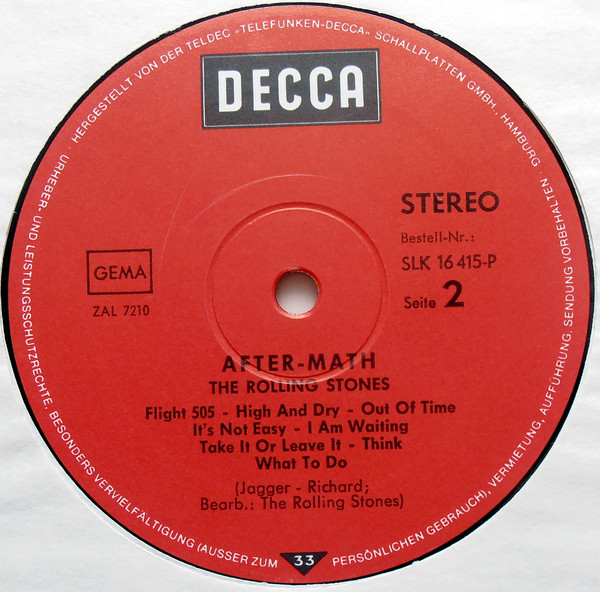 · HERGESTELLT VON DER TELDEC „TELEFUNKEN-DECCA" SCHALLPLATTEN GMBH., HAMBURG ·
DECCA
STEREO
Bestell-Nr.:
SLK 16 415-P
Seite 2
GEMA
ZAL 7210
AFTER-MATH
THE ROLLING STONES
Flight 505 - High And Dry - Out Of Time
It's Not Easy - I Am Waiting
Take It Or Leave It - Think
What To Do
(Jagger - Richard;
Bearb.: The Rolling Stones)
URHEBER- UND LEISTUNGSSCHUTZRECHTE, BESONDERS VERVIELFÄLTIGUNG (AUSSER ZUM PERSÖNLICHEN GEBRAUCH), VERMIETUNG, AUFFÜHRUNG, SENDUNG VORBEHALTEN ·
33